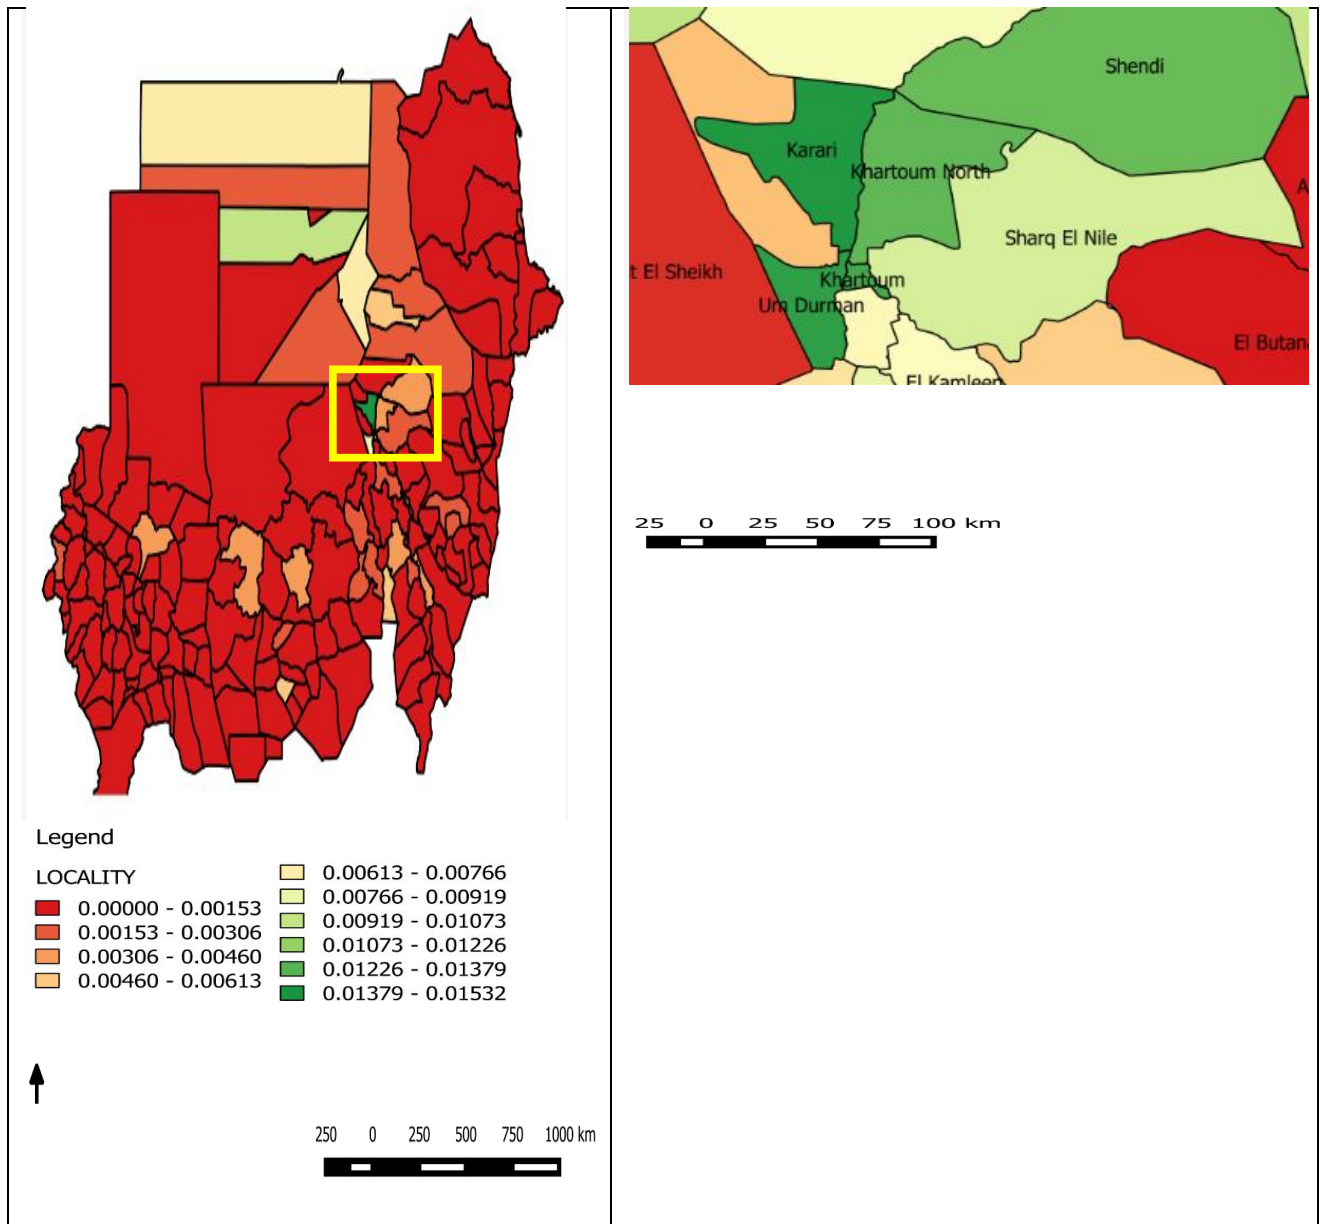 Legend
LOCALITY
0.00000 - 0.00153
0.00153 - 0.00306
0.00306 - 0.00460
0.00460 - 0.00613
0.00613 - 0.00766
0.00766 - 0.00919
0.00919 - 0.01073
0.01073 - 0.01226
0.01226 - 0.01379
0.01379 - 0.01532
250 0 250 500 750 1000 km
Shendi
Karari
Khartoum North
A
Sharq El Nile
t El Sheikh
Khartoum
Um Durman
El Butan
El Kamleen
25 0 25 50 75 100 km